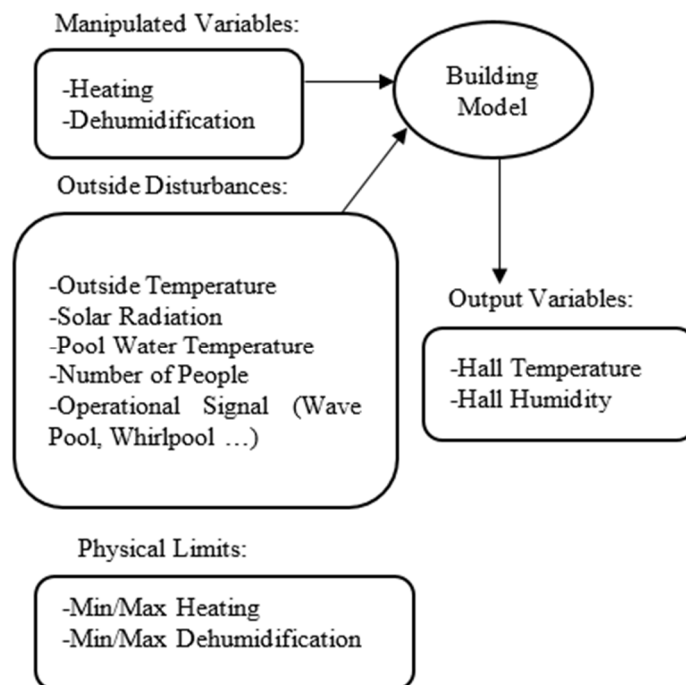 Manipulated Variables:
-Heating
-Dehumidification
Building
Model
Outside Disturbances:
-Outside Temperature
-Solar Radiation
-Pool Water Temperature
-Number of People
-Operational Signal (Wave
Pool, Whirlpool …)
Output Variables:
-Hall Temperature
-Hall Humidity
Physical Limits:
-Min/Max Heating
-Min/Max Dehumidification